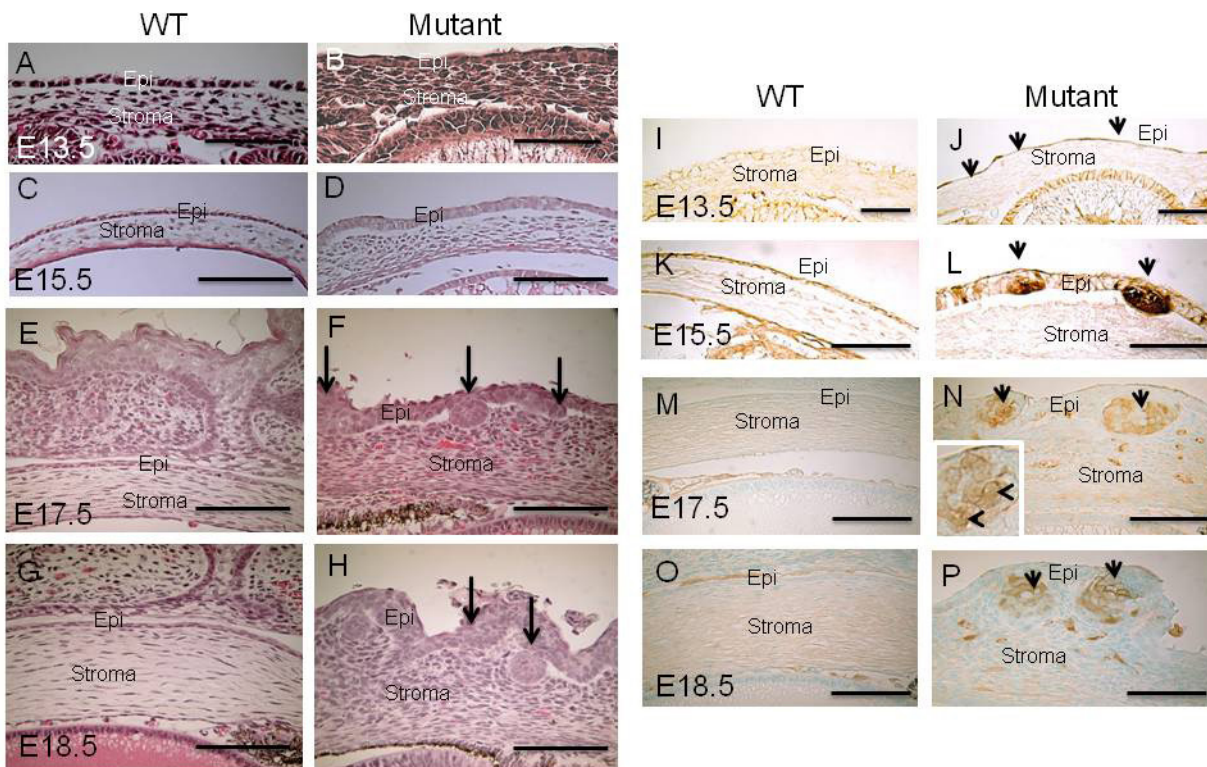 WT Mutant
A Epi Stroma E13.5
B Epi Stroma
C Epi Stroma E15.5
D Epi
E Epi Stroma E17.5
F Epi Stroma
G Epi Stroma E18.5
H Epi Stroma
WT Mutant
I Epi Stroma E13.5
J Epi Stroma
K Epi Stroma E15.5
L Epi Stroma
M Epi Stroma E17.5
N Epi Stroma
O Epi Stroma E18.5
P Epi Stroma